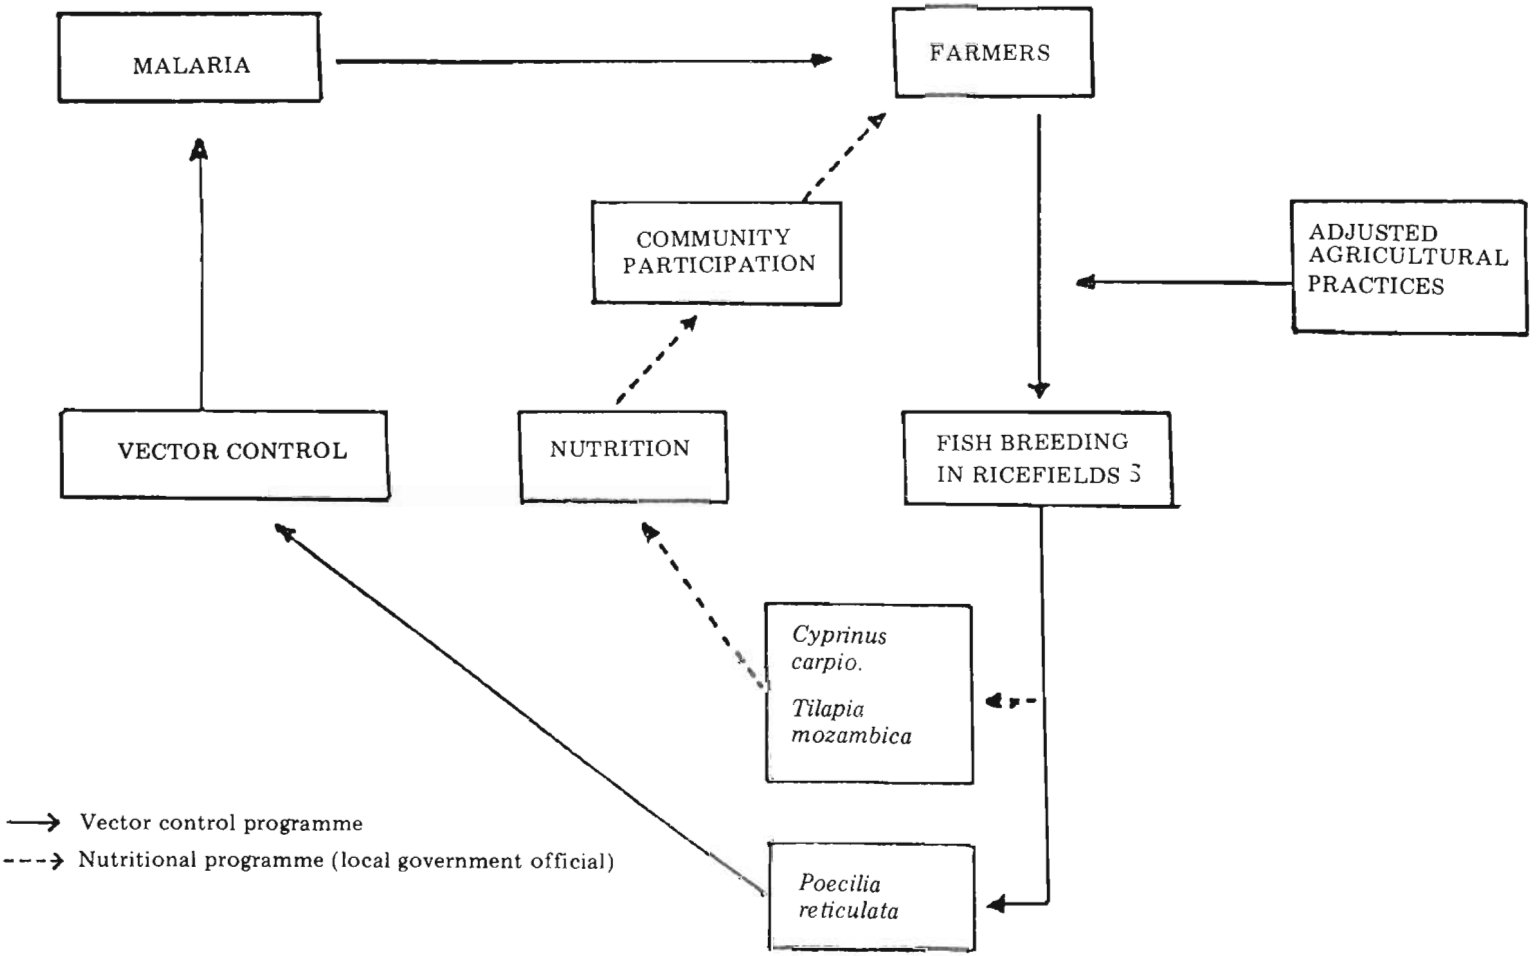 MALARIA
FARMERS
COMMUNITY
PARTICIPATION
ADJUSTED
AGRICULTURAL
PRACTICES
VECTOR CONTROL
NUTRITION
FISH BREEDING
IN RICEFIELDS 3
Cyprinus
carpio.
Tilapia
mozambica
Vector control programme
Nutritional programme (local government official)
Poecilia
reticulata